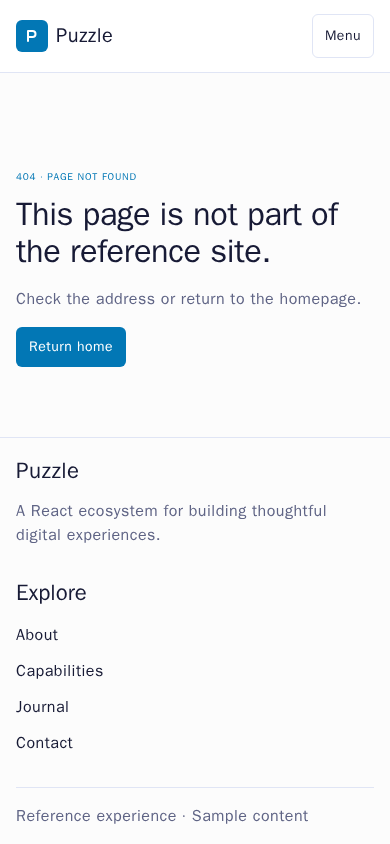 P Puzzle
Menu
404 · PAGE NOT FOUND
This page is not part of
the reference site.
Check the address or return to the homepage.
Return home
Puzzle
A React ecosystem for building thoughtful
digital experiences.
Explore
About
Capabilities
Journal
Contact
Reference experience · Sample content